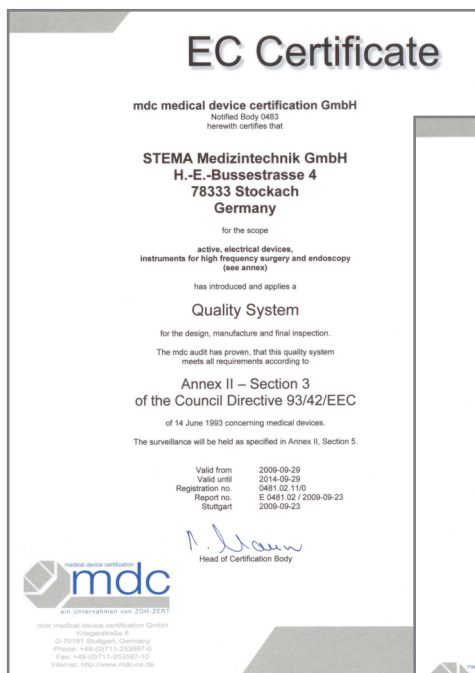 EC Certificate
mdc medical device certification GmbH
Notified Body 0483
herewith certifies that
STEMA Medizintechnik GmbH
H.-E.-Bussestrasse 4
78333 Stockach
Germany
for the scope
active, electrical devices,
instruments for high frequency surgery and endoscopy
(see annex)
has introduced and applies a
Quality System
for the design, manufacture and final inspection.
The mdc audit has proven, that this quality system
meets all requirements according to
Annex II – Section 3
of the Council Directive 93/42/EEC
of 14 June 1993 concerning medical devices.
The surveillance will be held as specified in Annex II, Section 5.
Valid from 2009-09-29
Valid until 2014-09-29
Registration no. 0481.02.11/0
Report no. E 0481.02 / 2009-09-23
Stuttgart 2009-09-23
Head of Certification Body
medical device certification
mdc
ein Unternehmen von ZDH-ZERT
mdc medical device certification GmbH
Kriegerstraße 6
D-70191 Stuttgart, Germany
Phone: +49-(0)711-253597-0
Fax: +49-(0)711-253597-10
Internet: http://www.mdc-ce.de